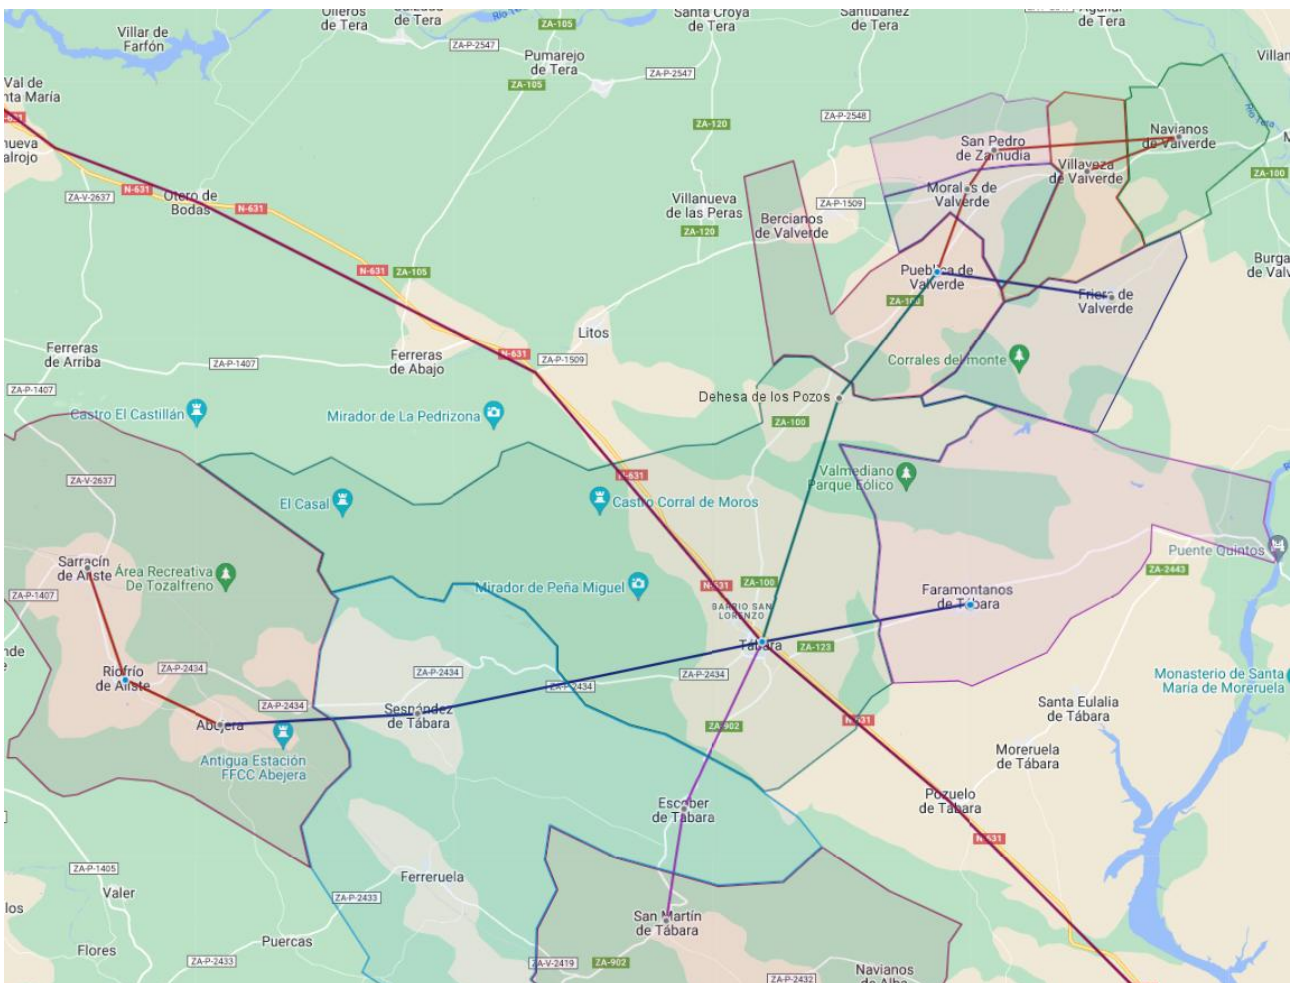 Olleros
de Tera
de Tera
Santa Croya
de Tera
Santibáñez
de Tera
de Tera
ZA-105
Villar de
Farfón
ZA-P-2547
Pumarejo
de Tera
ZA-P-2547
ZA-105
Val de
nta María
ZA-120
ZA-P-2548
Río Tera
San Pedro
de Zamudia
Navianos
de Valverde
Villaveza
de Valverde
ZA-100
nueva
alrojo
N-631
ZA-V-2637
Otero de
Bodas
N-631
Villanueva
de las Peras
ZA-P-1509
Morales de
Valverde
Bercianos
de Valverde
ZA-120
N-631
ZA-105
Pueblica de
Valverde
ZA-100
Friera de
Valverde
Burga
de Valv
Litos
Ferreras
de Arriba
ZA-P-1407
Ferreras
de Abajo
N-631
ZA-P-1509
Corrales del monte
ZA-P-1407
Castro El Castillán
Mirador de La Pedrizona
Dehesa de los Pozos
ZA-100
ZA-V-2637
El Casal
N-631
Castro Corral de Moros
Valmediano
Parque Eólico
Sarracín
de Aliste
Área Recreativa
De Tozalfreno
ZA-P-1407
Mirador de Peña Miguel
N-631
ZA-100
BARRIO SAN
LORENZO
Faramontanos
de Tábara
Puente Quintos
ZA-2443
nde
Riofrío
de Aliste
ZA-P-2434
ZA-P-2434
ZA-P-2434
ZA-P-2434
ZA-P-2434
Tábara
ZA-123
Monasterio de Santa
María de Moreruela
Abejera
Sesnández
de Tábara
ZA-902
N-631
Santa Eulalia
de Tábara
Antigua Estación
FFCC Abejera
Moreruela
de Tábara
Escober
de Tábara
Pozuelo
de Tábara
N-631
ZA-P-1405
Valer
Ferreruela
ZA-P-2433
los
Flores
Puercas
ZA-P-2433
San Martín
de Tábara
ZA-V-2419
ZA-902
ZA-P-2432
Navianos
de Alba